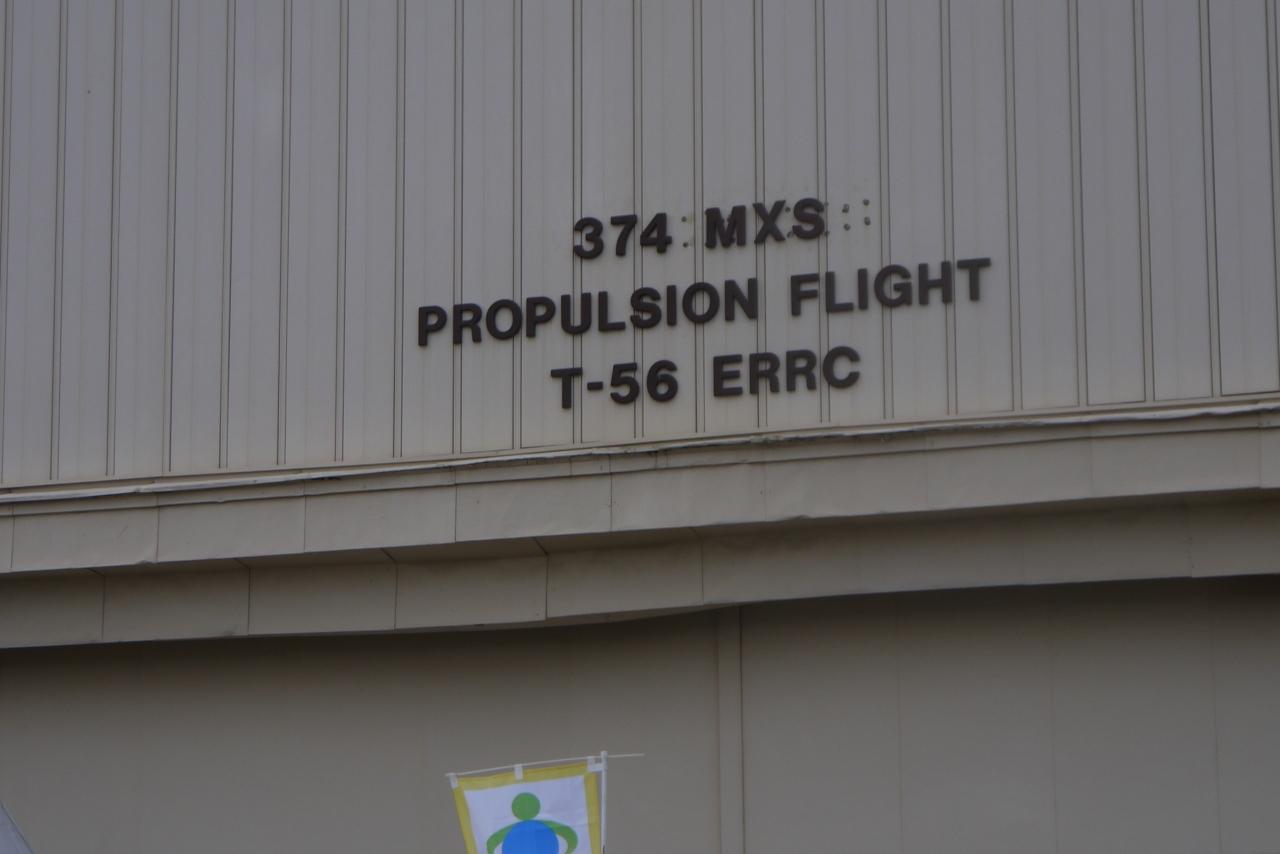 374 MXS
PROPULSION FLIGHT
T-56 ERRC